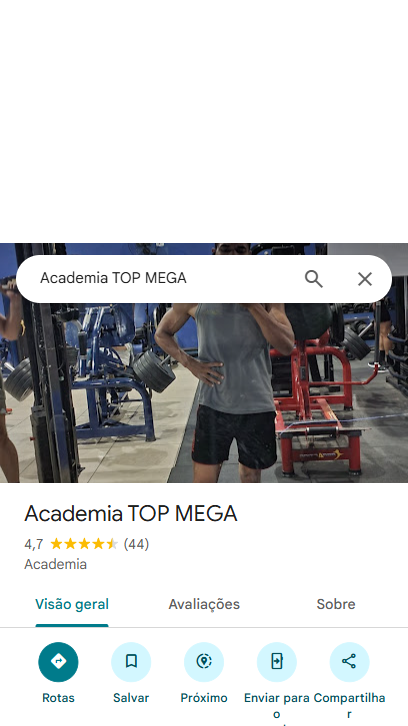 Academia TOP MEGA
Academia TOP MEGA
4,7 (44)
Academia
Visão geral
Avaliações
Sobre
Rotas
Salvar
Próximo
Enviar para
o
Compartilha
r